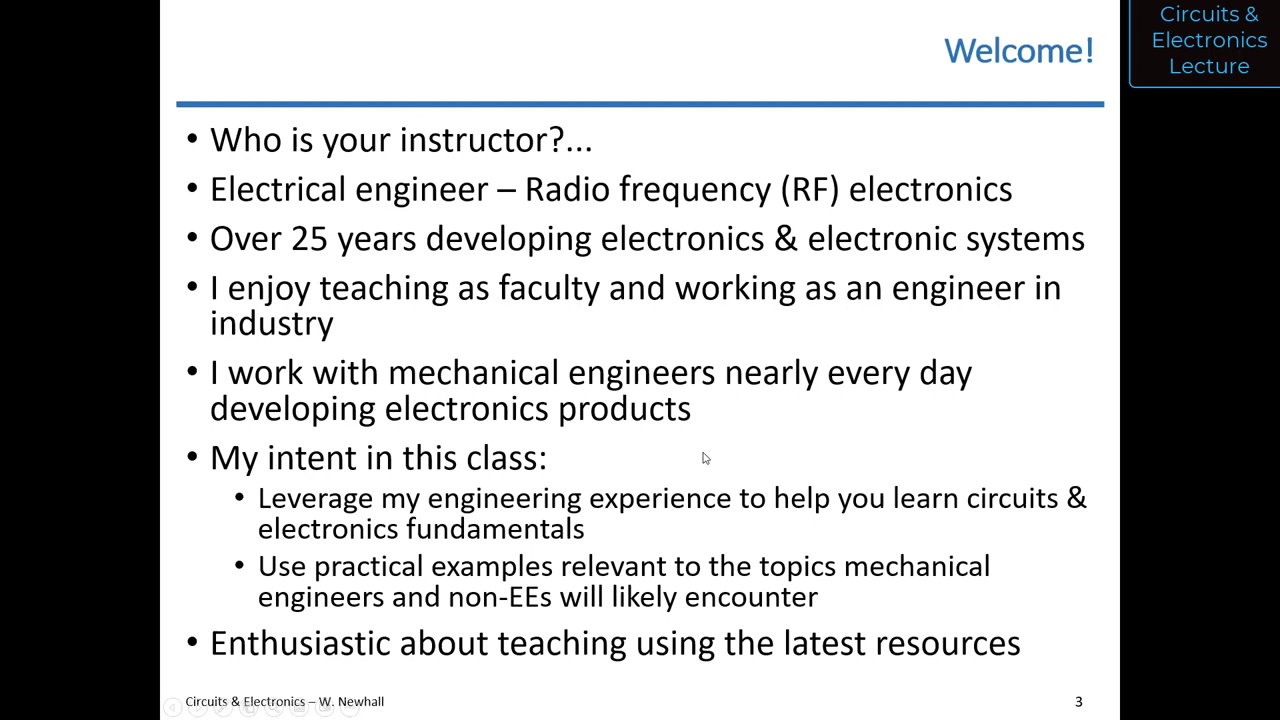 Circuits &
Electronics
Lecture
Welcome!
• Who is your instructor?...
• Electrical engineer – Radio frequency (RF) electronics
• Over 25 years developing electronics & electronic systems
• I enjoy teaching as faculty and working as an engineer in
industry
• I work with mechanical engineers nearly every day
developing electronics products
• My intent in this class:
• Leverage my engineering experience to help you learn circuits &
electronics fundamentals
• Use practical examples relevant to the topics mechanical
engineers and non-EEs will likely encounter
• Enthusiastic about teaching using the latest resources
Circuits & Electronics – W. Newhall
3